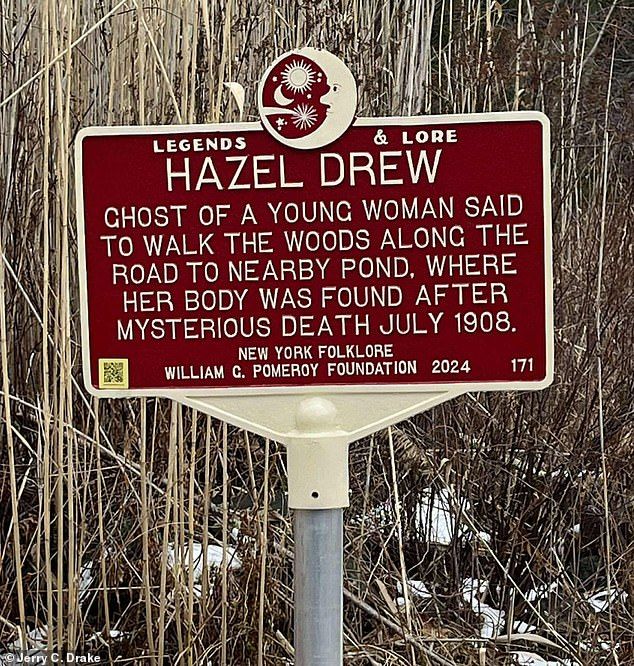 LEGENDS & LORE
HAZEL DREW
GHOST OF A YOUNG WOMAN SAID
TO WALK THE WOODS ALONG THE
ROAD TO NEARBY POND, WHERE
HER BODY WAS FOUND AFTER
MYSTERIOUS DEATH JULY 1908.
NEW YORK FOLKLORE
WILLIAM G. POMEROY FOUNDATION 2024 171
© Jerry C. Drake